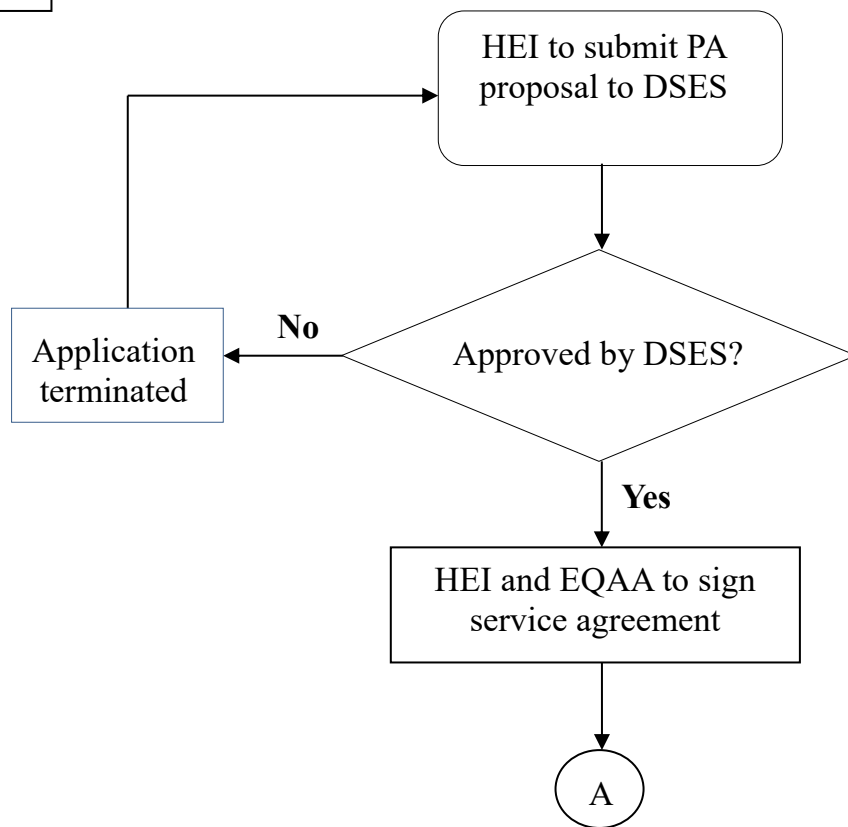 HEI to submit PA
proposal to DSES
No
Application
terminated
Approved by DSES?
Yes
HEI and EQAA to sign
service agreement
A